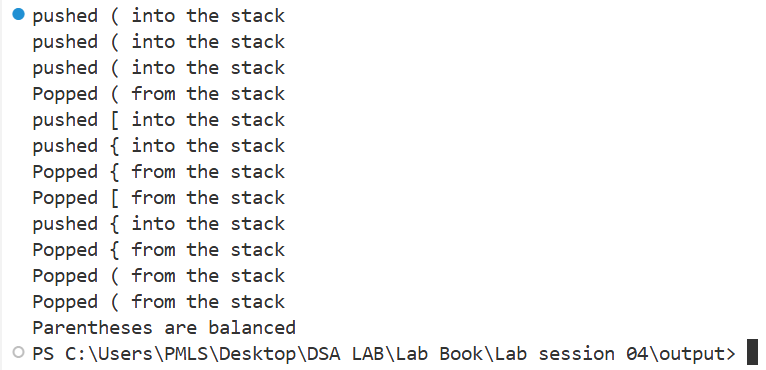 pushed ( into the stack
pushed ( into the stack
pushed ( into the stack
Popped ( from the stack
pushed [ into the stack
pushed { into the stack
Popped { from the stack
Popped [ from the stack
pushed { into the stack
Popped { from the stack
Popped ( from the stack
Popped ( from the stack
Parentheses are balanced
PS C:\Users\PMLS\Desktop\DSA LAB\Lab Book\Lab session 04\output>